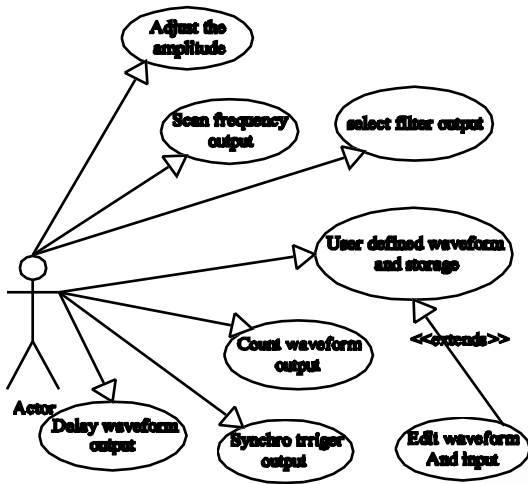 Adjust the
amplitude
Scan frequency
output
select filter output
User defined waveform
and storage
Count waveform
output
<<extends>>
Actor
Delay waveform
output
Synchro trriger
output
Edit waveform
And input